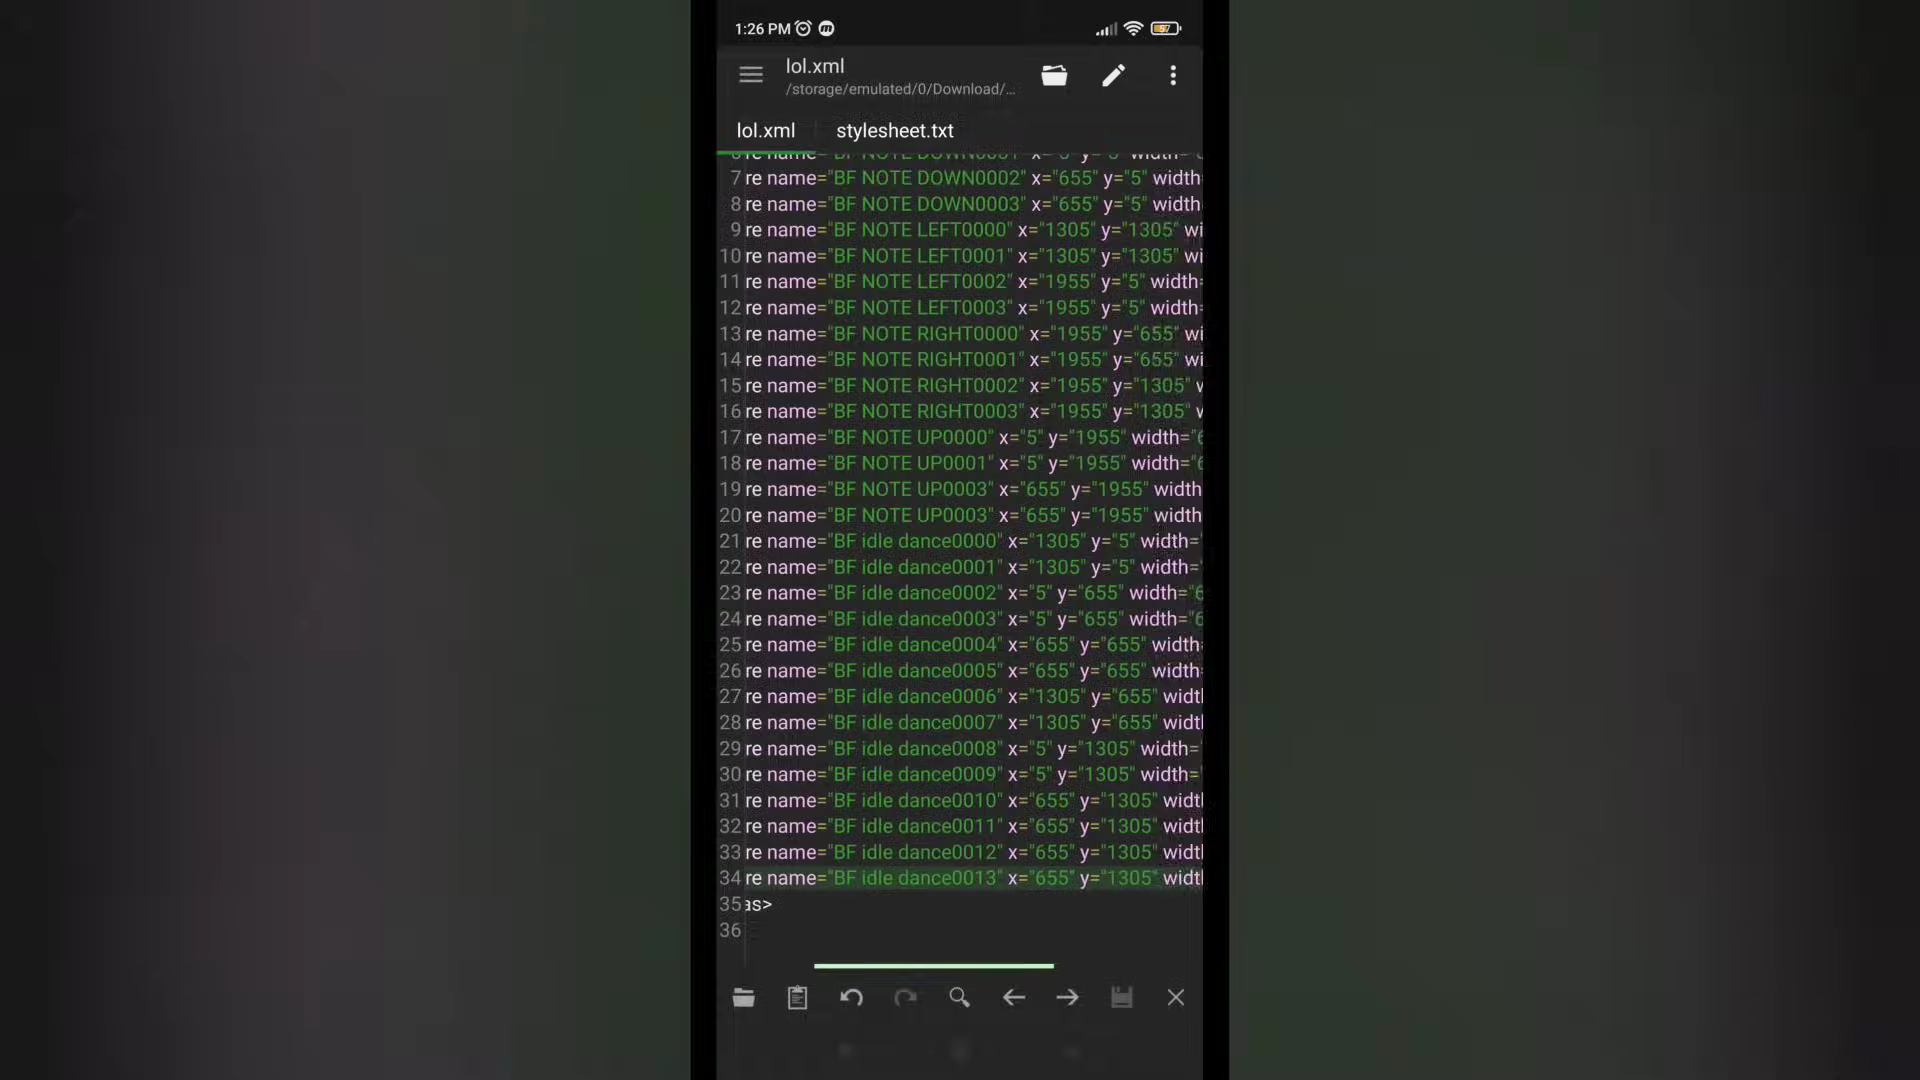 1:26 PM
57
lol.xml
/storage/emulated/0/Download/...
lol.xml
stylesheet.txt
7 re name="BF NOTE DOWN0002" x="655" y="5" width=
8 re name="BF NOTE DOWN0003" x="655" y="5" width=
9 re name="BF NOTE LEFT0000" x="1305" y="1305" wi
10 re name="BF NOTE LEFT0001" x="1305" y="1305" wi
11 re name="BF NOTE LEFT0002" x="1955" y="5" width=
12 re name="BF NOTE LEFT0003" x="1955" y="5" width=
13 re name="BF NOTE RIGHT0000" x="1955" y="655" wi
14 re name="BF NOTE RIGHT0001" x="1955" y="655" wi
15 re name="BF NOTE RIGHT0002" x="1955" y="1305" w
16 re name="BF NOTE RIGHT0003" x="1955" y="1305" w
17 re name="BF NOTE UP0000" x="5" y="1955" width="6
18 re name="BF NOTE UP0001" x="5" y="1955" width="6
19 re name="BF NOTE UP0003" x="655" y="1955" width
20 re name="BF NOTE UP0003" x="655" y="1955" width
21 re name="BF idle dance0000" x="1305" y="5" width="
22 re name="BF idle dance0001" x="1305" y="5" width="
23 re name="BF idle dance0002" x="5" y="655" width="6
24 re name="BF idle dance0003" x="5" y="655" width="6
25 re name="BF idle dance0004" x="655" y="655" width=
26 re name="BF idle dance0005" x="655" y="655" width=
27 re name="BF idle dance0006" x="1305" y="655" widt
28 re name="BF idle dance0007" x="1305" y="655" widt
29 re name="BF idle dance0008" x="5" y="1305" width="
30 re name="BF idle dance0009" x="5" y="1305" width="
31 re name="BF idle dance0010" x="655" y="1305" widt
32 re name="BF idle dance0011" x="655" y="1305" widt
33 re name="BF idle dance0012" x="655" y="1305" widt
34 re name="BF idle dance0013" x="655" y="1305" widt
35 as>
36